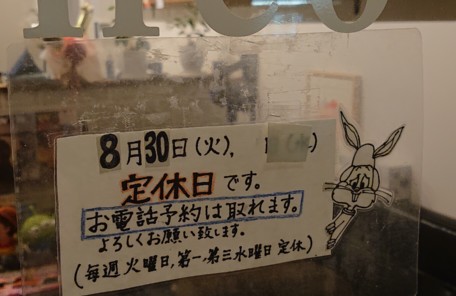 8月30日(火),
定休日です。
お電話予約は取れます。
よろしくお願い致します。
(毎週火曜日,第一,第三水曜日 定休)